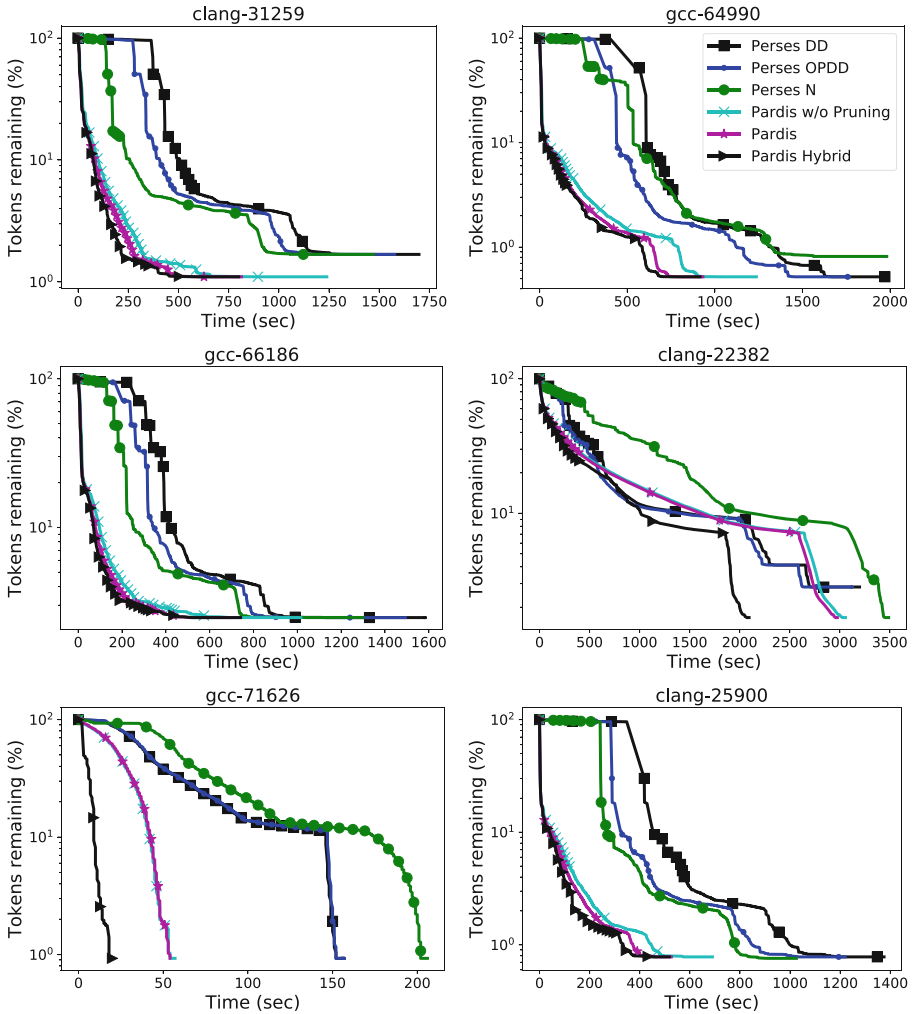 clang-31259
gcc-64990
Tokens remaining (%)
10²
10¹
10⁰
0 250 500 750 1000 1250 1500 1750
Time (sec)
Tokens remaining (%)
10²
10¹
10⁰
0 500 1000 1500 2000
Time (sec)
Perses DD
Perses OPDD
Perses N
Pardis w/o Pruning
Pardis
Pardis Hybrid
gcc-66186
clang-22382
Tokens remaining (%)
10²
10¹
0 200 400 600 800 1000 1200 1400 1600
Time (sec)
Tokens remaining (%)
10²
10¹
0 500 1000 1500 2000 2500 3000 3500
Time (sec)
gcc-71626
clang-25900
Tokens remaining (%)
10²
10¹
10⁰
0 50 100 150 200
Time (sec)
Tokens remaining (%)
10²
10¹
10⁰
0 200 400 600 800 1000 1200 1400
Time (sec)